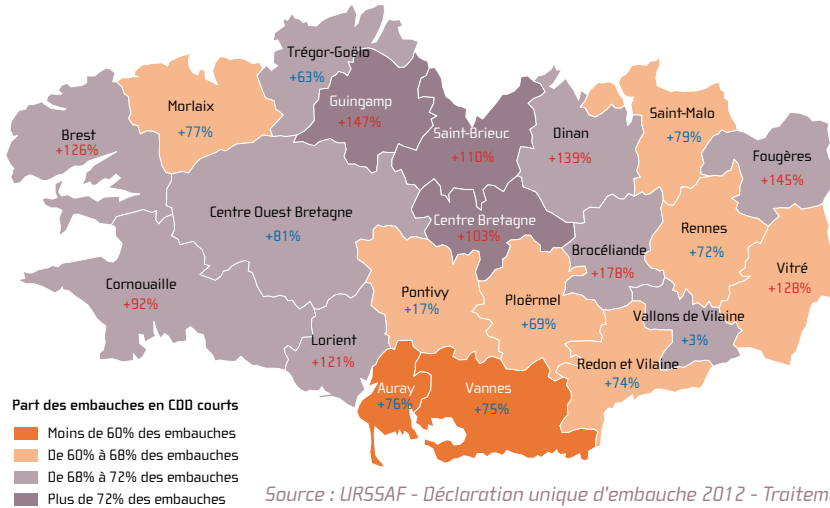 Trégor-Goëlo
+63%
Morlaix
+77%
Guingamp
+147%
Saint-Brieuc
+110%
Dinan
+139%
Saint-Malo
+79%
Brest
+126%
Fougères
+145%
Centre Ouest Bretagne
+81%
Centre Bretagne
+103%
Rennes
+72%
Brocéliande
+178%
Vitré
+128%
Cornouaille
+92%
Pontivy
+17%
Ploërmel
+69%
Vallons de Vilaine
+3%
Lorient
+121%
Redon et Vilaine
+74%
Auray
+76%
Vannes
+75%
Part des embauches en CDD courts
Moins de 60% des embauches
De 60% à 68% des embauches
De 68% à 72% des embauches
Plus de 72% des embauches
Source : URSSAF - Déclaration unique d'embauche 2012 - Traitem